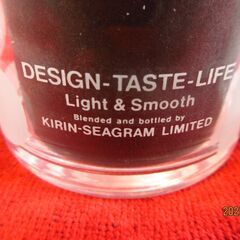 DESIGN-TASTE-LIFE
Light & Smooth
Blended and bottled by
KIRIN-SEAGRAM LIMITED